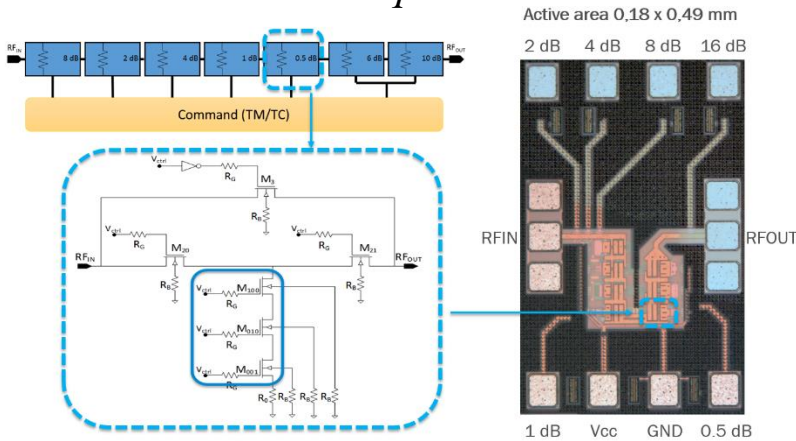 p
Active area 0,18 x 0,49 mm
RFIN
8 dB
2 dB
4 dB
1 dB
0.5 dB
6 dB
10 dB
RFOUT
Command (TM/TC)
Vctrl
RG
M3
RB
Vctrl
RG
M20
RB
Vctrl
RG
M21
RB
RFIN
RFOUT
Vctrl
M100
RG
Vctrl
M010
RG
Vctrl
M001
RG
RB
RB
RB
2 dB 4 dB 8 dB 16 dB
RFIN
RFOUT
1 dB Vcc GND 0.5 dB